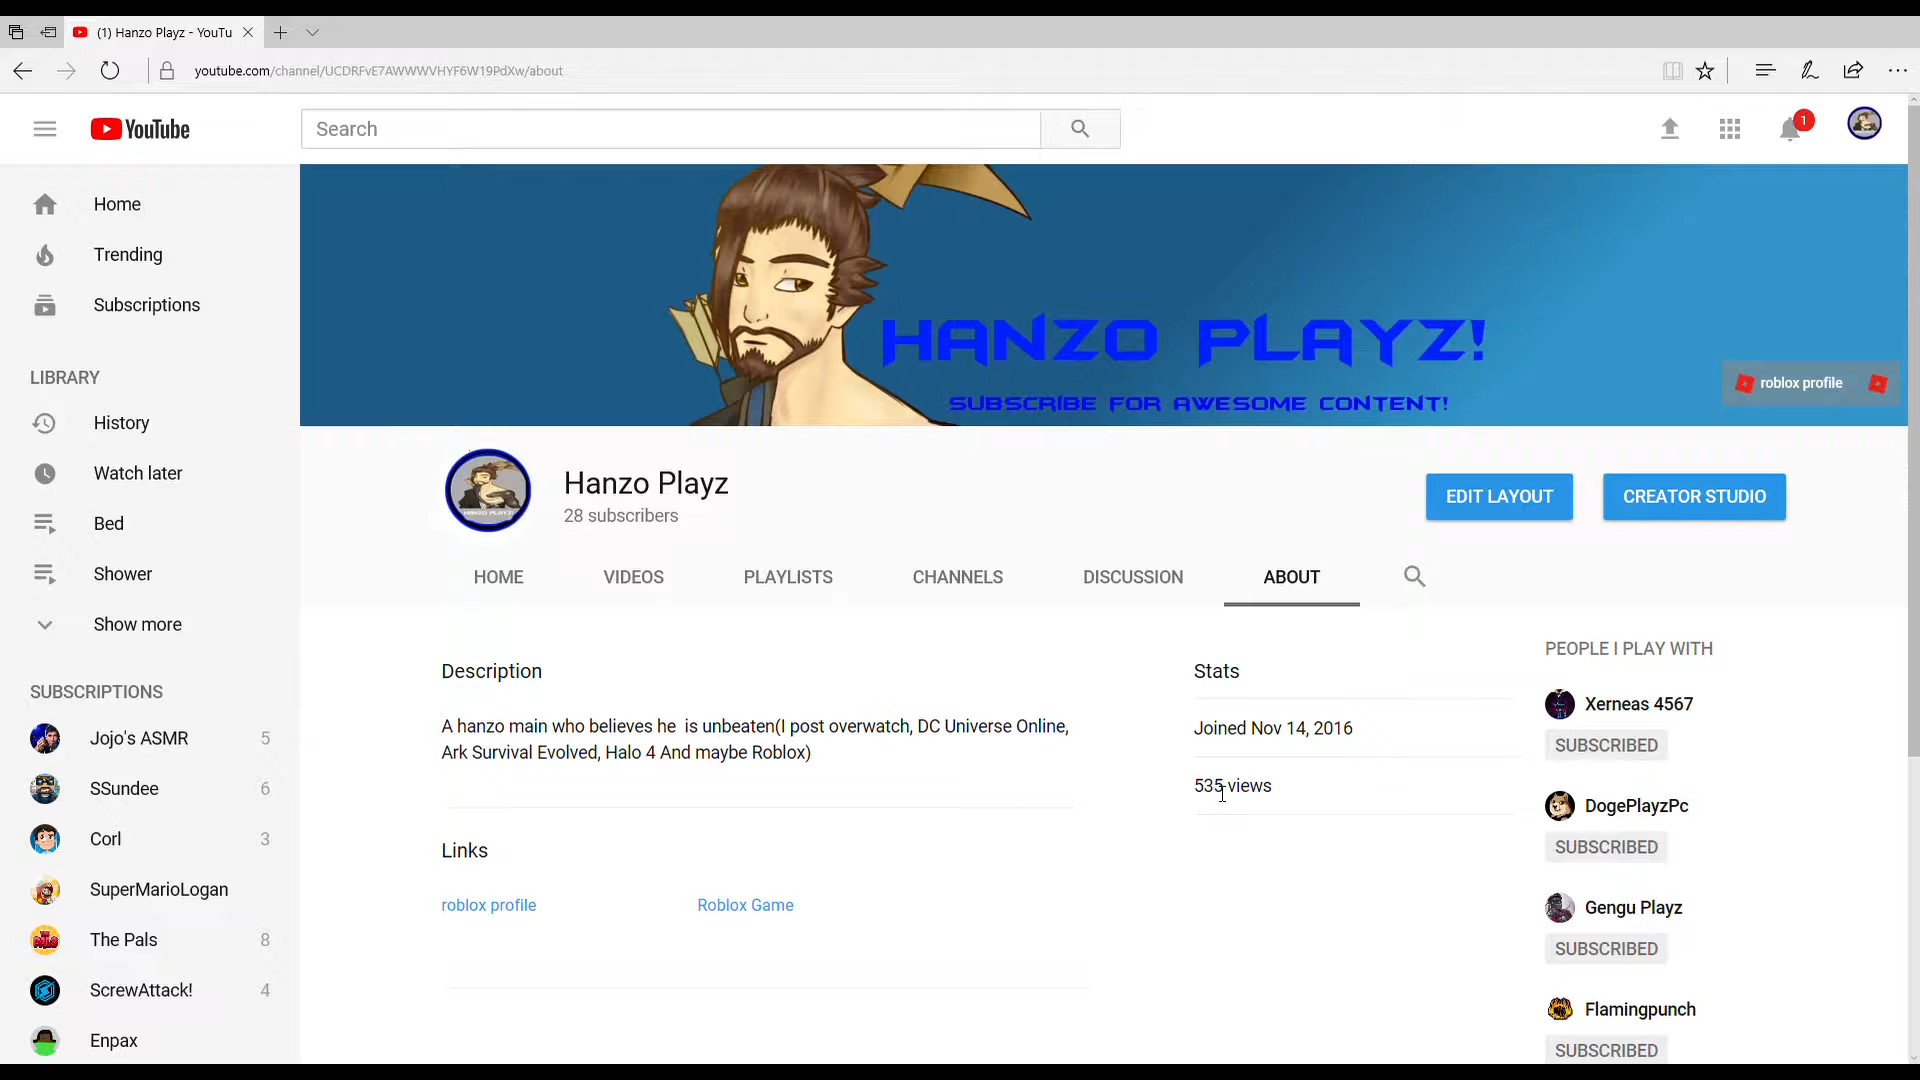 (1) Hanzo Playz - YouTu
youtube.com/channel/UCDRFvE7AWWWVHYF6W19PdXw/about
YouTube
Search
1
Home
Trending
Subscriptions
LIBRARY
History
Watch later
Bed
Shower
Show more
SUBSCRIPTIONS
Jojo's ASMR 5
SSundee 6
Corl 3
SuperMarioLogan
The Pals 8
ScrewAttack! 4
Enpax
HANZO PLAYZ!
SUBSCRIBE FOR AWESOME CONTENT!
roblox profile
HANZO PLAYZ!
Hanzo Playz
28 subscribers
EDIT LAYOUT
CREATOR STUDIO
HOME VIDEOS PLAYLISTS CHANNELS DISCUSSION ABOUT
Description
A hanzo main who believes he  is unbeaten(I post overwatch, DC Universe Online,
Ark Survival Evolved, Halo 4 And maybe Roblox)
Links
roblox profile Roblox Game
Stats
Joined Nov 14, 2016
535 views
PEOPLE I PLAY WITH
Xerneas 4567
SUBSCRIBED
DogePlayzPc
SUBSCRIBED
Gengu Playz
SUBSCRIBED
Flamingpunch
SUBSCRIBED